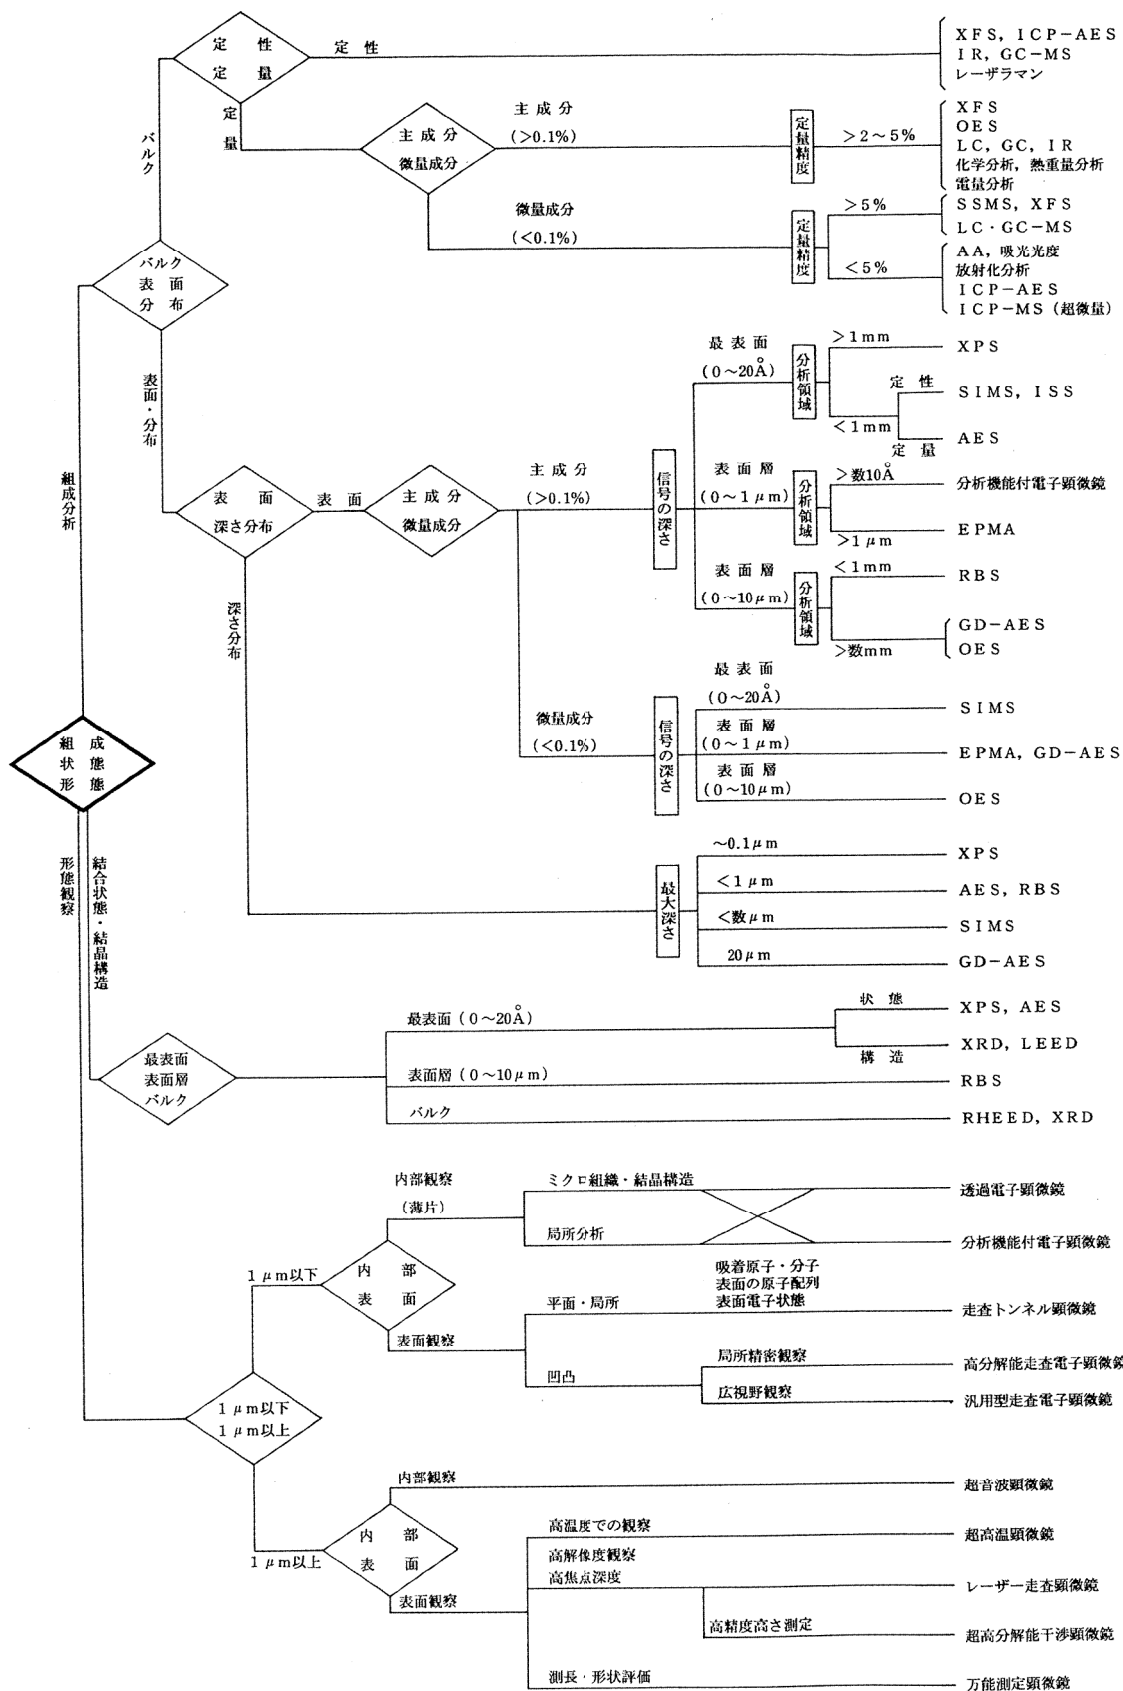 定性
定量
定性
XFS, ICP-AES
IR, GC-MS
レーザラマン
定量
バルク
主成分
微量成分
主成分
(>0.1%)
定量精度
>2～5%
XFS
OES
LC, GC, IR
化学分析, 熱重量分析
電量分析
微量成分
(<0.1%)
定量精度
>5%
SSMS, XFS
LC・GC-MS
<5%
AA, 吸光光度
放射化分析
ICP-AES
ICP-MS (超微量)
バルク
表面
分布
表面・分布
組成分析
表面
深さ分布
表面
主成分
微量成分
主成分
(>0.1%)
信号の深さ
最表面
(0～20Å)
分析領域
>1mm
XPS
<1mm
定性
SIMS, ISS
定量
AES
表面層
(0～1μm)
分析領域
>数10Å
分析機能付電子顕微鏡
>1μm
EPMA
表面層
(0～10μm)
分析領域
<1mm
RBS
>数mm
GD-AES
OES
深さ分布
微量成分
(<0.1%)
信号の深さ
最表面
(0～20Å)
SIMS
表面層
(0～1μm)
EPMA, GD-AES
表面層
(0～10μm)
OES
組成
状態
形態
最大深さ
～0.1μm
XPS
<1μm
AES, RBS
<数μm
SIMS
20μm
GD-AES
形態観察
結合状態・結晶構造
最表面
表面層
バルク
最表面 (0～20Å)
状態
XPS, AES
構造
XRD, LEED
表面層 (0～10μm)
RBS
バルク
RHEED, XRD
内部観察
(薄片)
ミクロ組織・結晶構造
透過電子顕微鏡
局所分析
分析機能付電子顕微鏡
1μm以下
内部
表面
表面観察
平面・局所
吸着原子・分子
表面の原子配列
表面電子状態
走査トンネル顕微鏡
凹凸
局所精密観察
高分解能走査電子顕微鏡
広視野観察
汎用型走査電子顕微鏡
1μm以下
1μm以上
内部観察
超音波顕微鏡
1μm以上
内部
表面
表面観察
高温度での観察
超高温顕微鏡
高解像度観察
高焦点深度
レーザー走査顕微鏡
高精度高さ測定
超高分解能干渉顕微鏡
測長・形状評価
万能測定顕微鏡